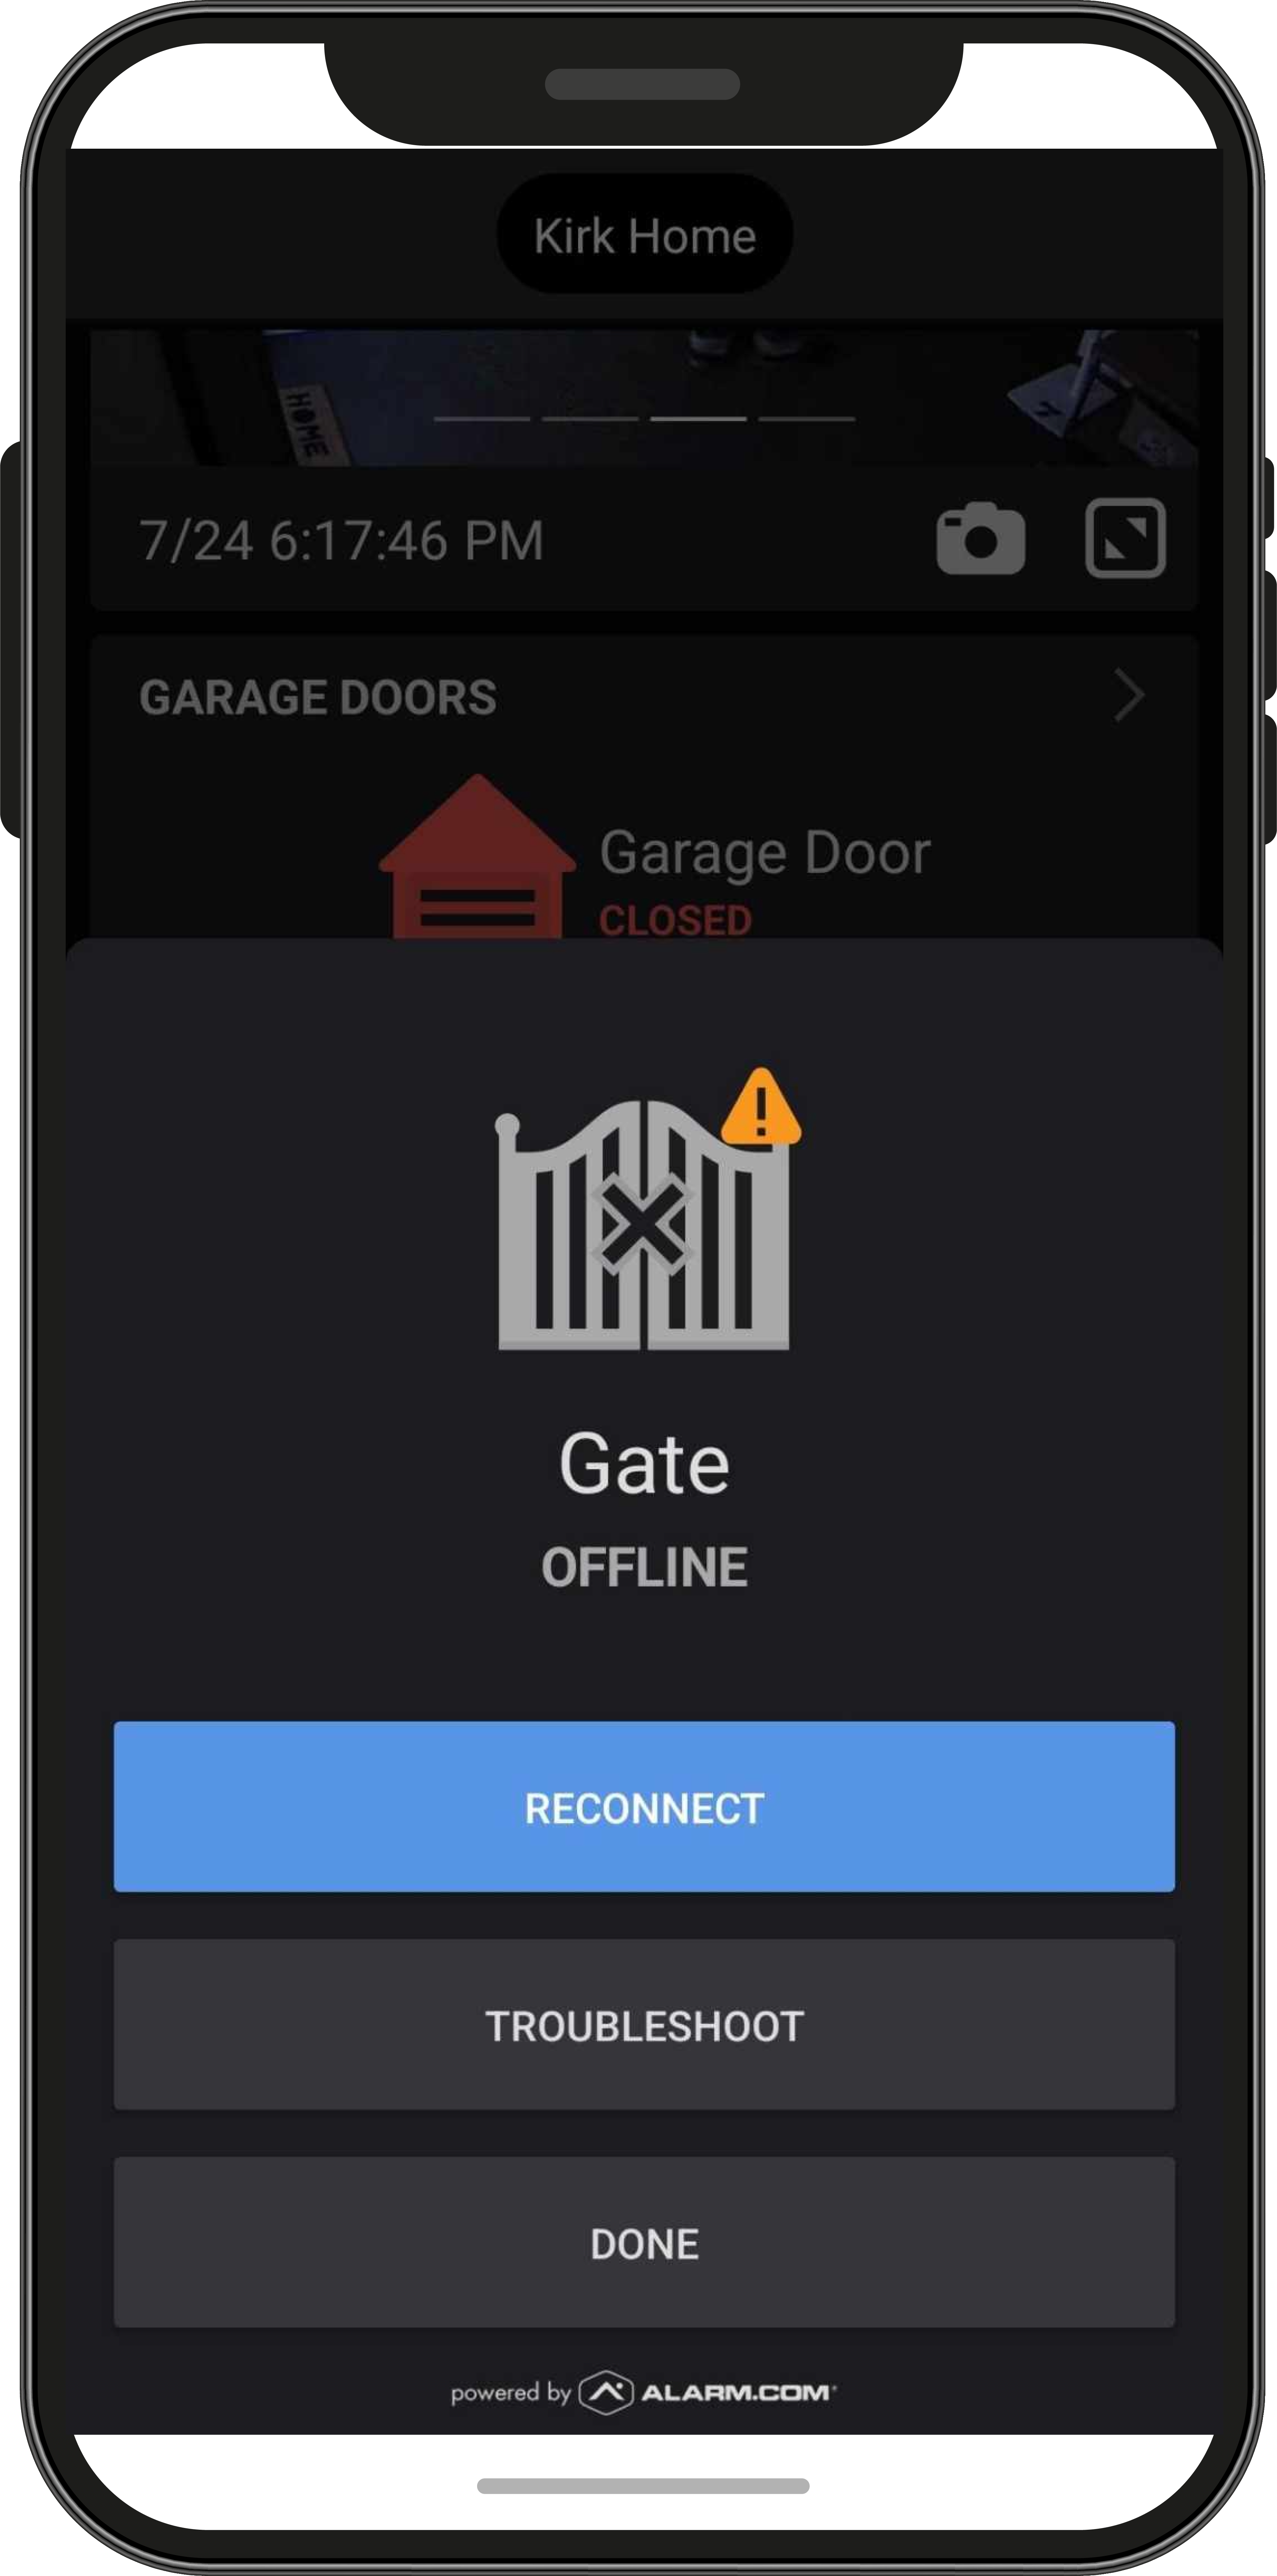 Kirk Home
HOME
7/24 6:17:46 PM
GARAGE DOORS
Garage Door
CLOSED
Gate
OFFLINE
RECONNECT
TROUBLESHOOT
DONE
powered by ALARM.COM